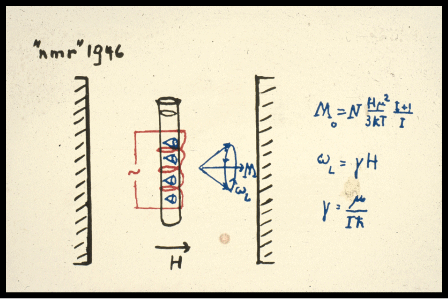 "nmr" 1946
M₀ = N Hμ²/3kT I+1/I
ω_L = γH
γ = μ/Iħ
M
ω_L
~
H